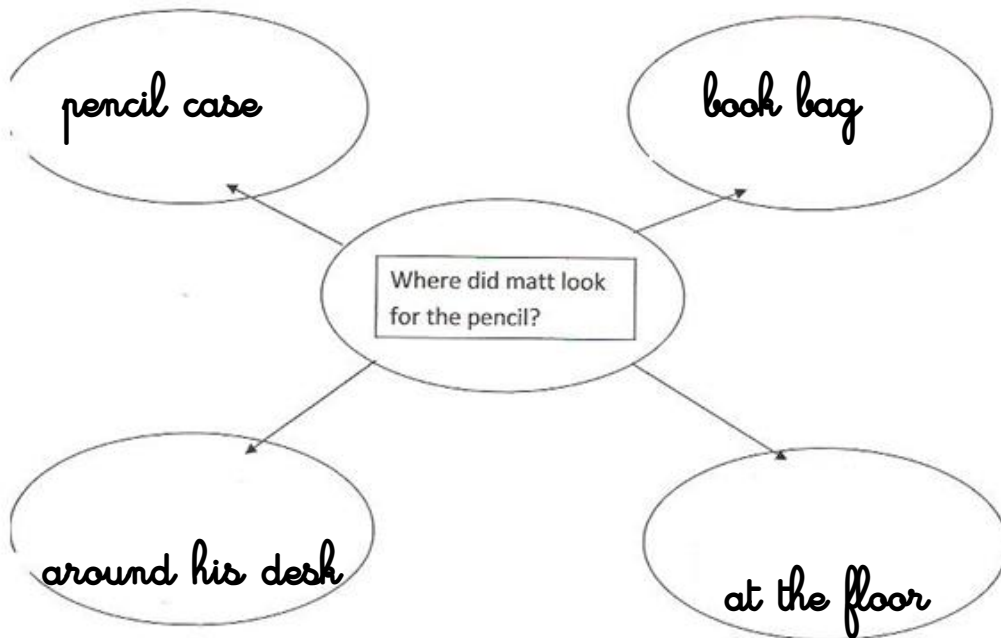 pencil case
book bag
Where did matt look
for the pencil?
around his desk
at the floor